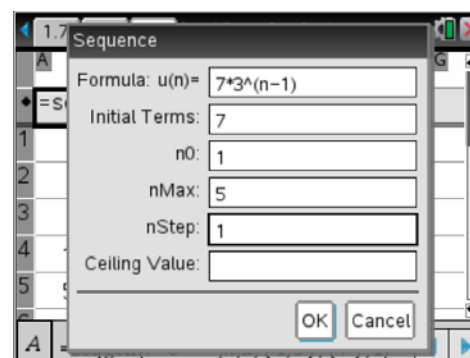 1.7
Sequence
A
G
Formula: u(n)= 7*3^(n−1)
=s
Initial Terms: 7
1
n0: 1
2
nMax: 5
3
nStep: 1
4
Ceiling Value:
5
OK Cancel
A